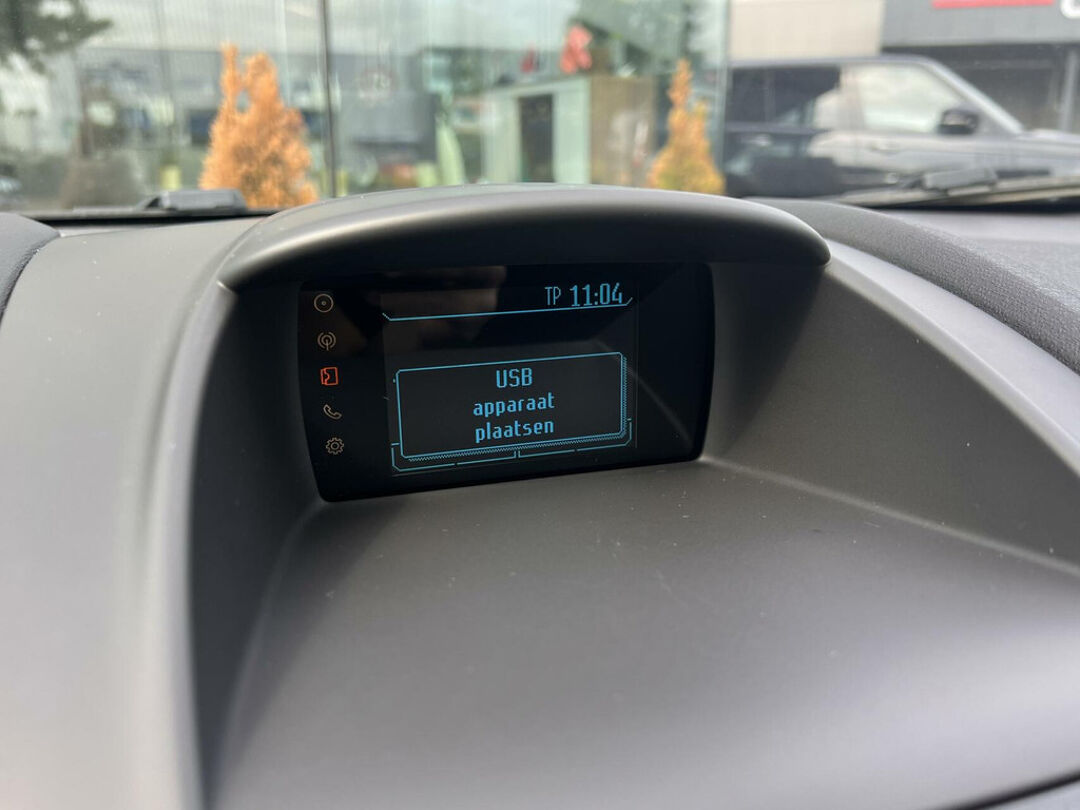 TP 11:04
USB
apparaat
plaatsen